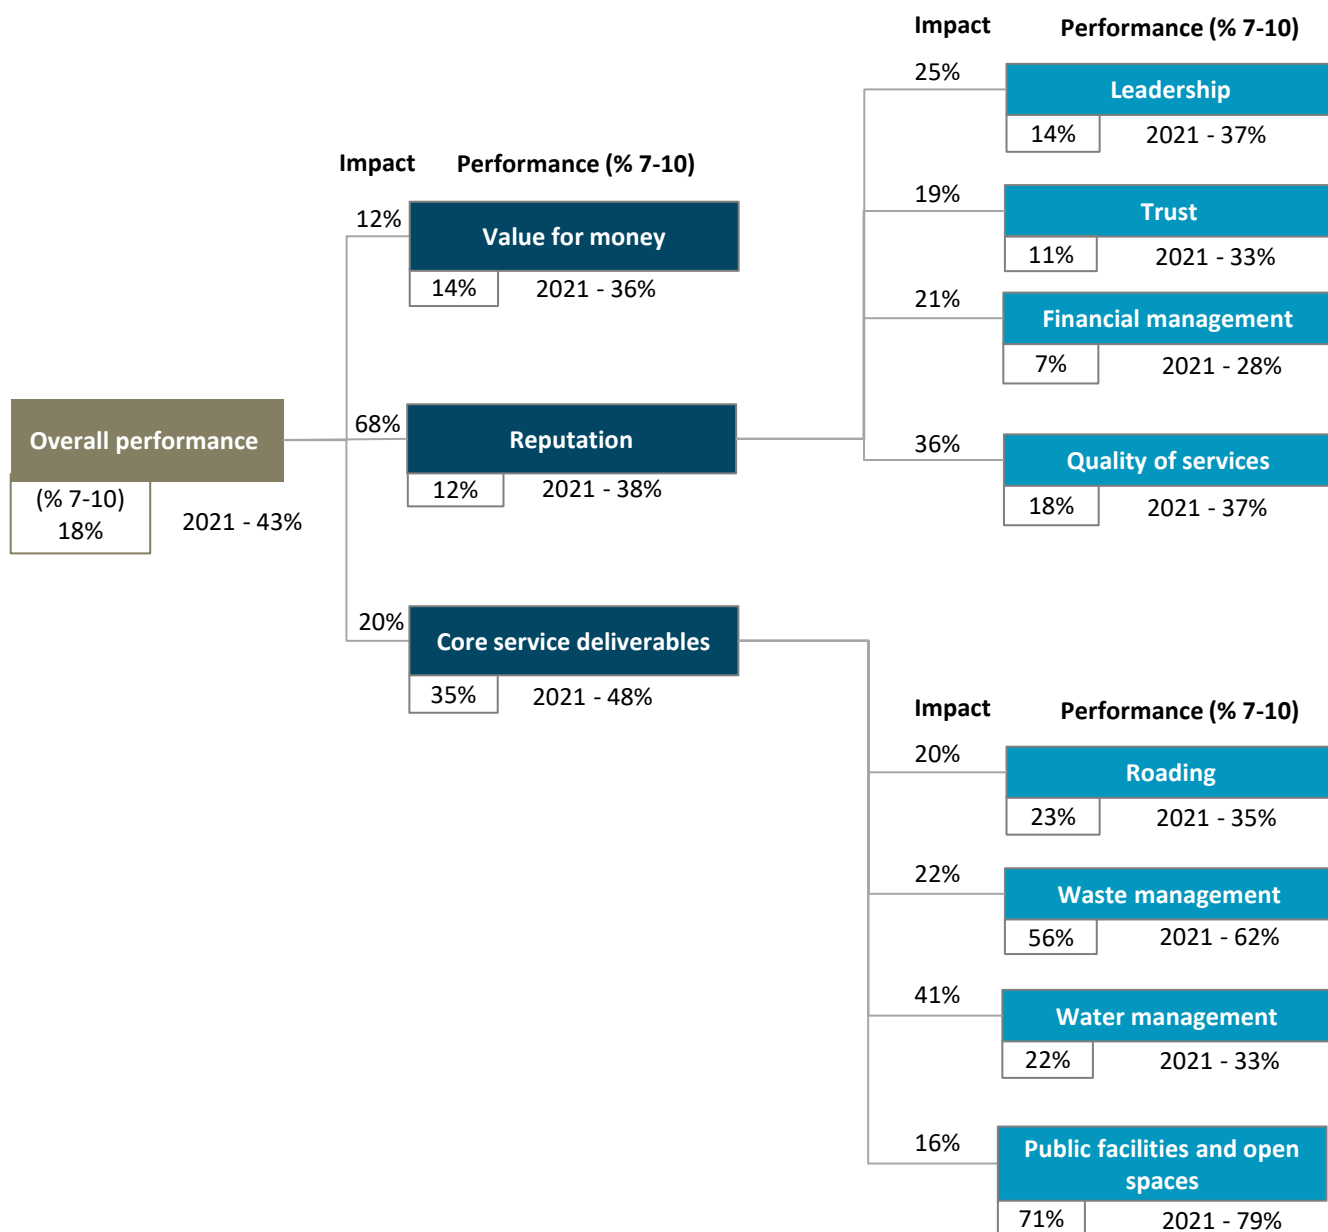 Impact Performance (% 7-10)
25%
Leadership
14% 2021 - 37%
Impact Performance (% 7-10)
19%
Trust
12%
Value for money
11% 2021 - 33%
14% 2021 - 36%
21%
Financial management
7% 2021 - 28%
Overall performance
68%
Reputation
36%
Quality of services
(% 7-10)
18%
2021 - 43%
12% 2021 - 38%
18% 2021 - 37%
20%
Core service deliverables
35% 2021 - 48%
Impact Performance (% 7-10)
20%
Roading
23% 2021 - 35%
22%
Waste management
56% 2021 - 62%
41%
Water management
22% 2021 - 33%
16%
Public facilities and open
spaces
71% 2021 - 79%